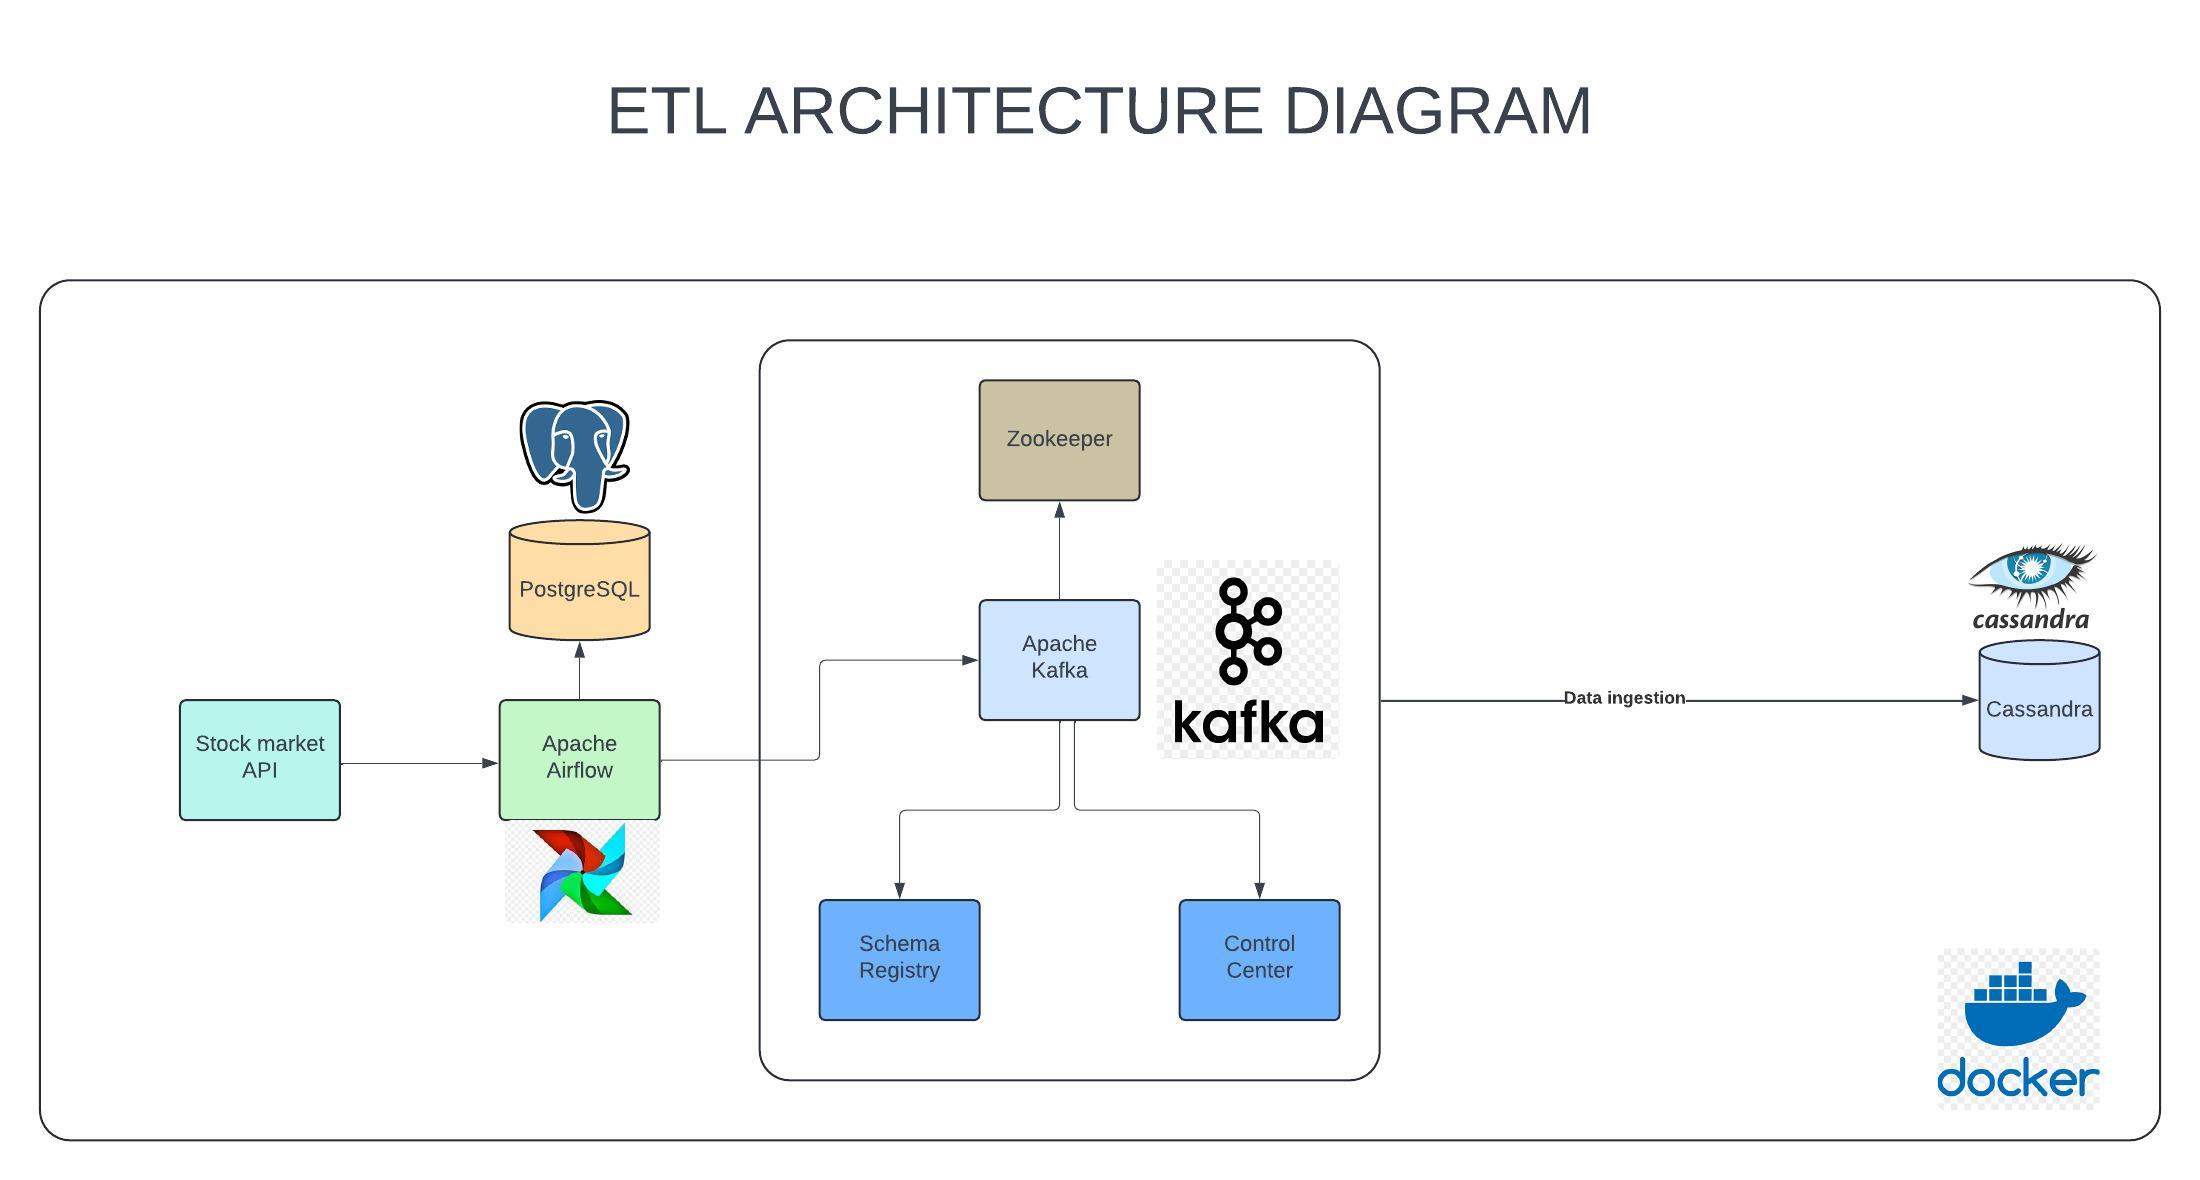 ETL ARCHITECTURE DIAGRAM
Zookeeper
PostgreSQL
Apache
Kafka
kafka
cassandra
Cassandra
Data ingestion
Stock market
API
Apache
Airflow
Schema
Registry
Control
Center
docker